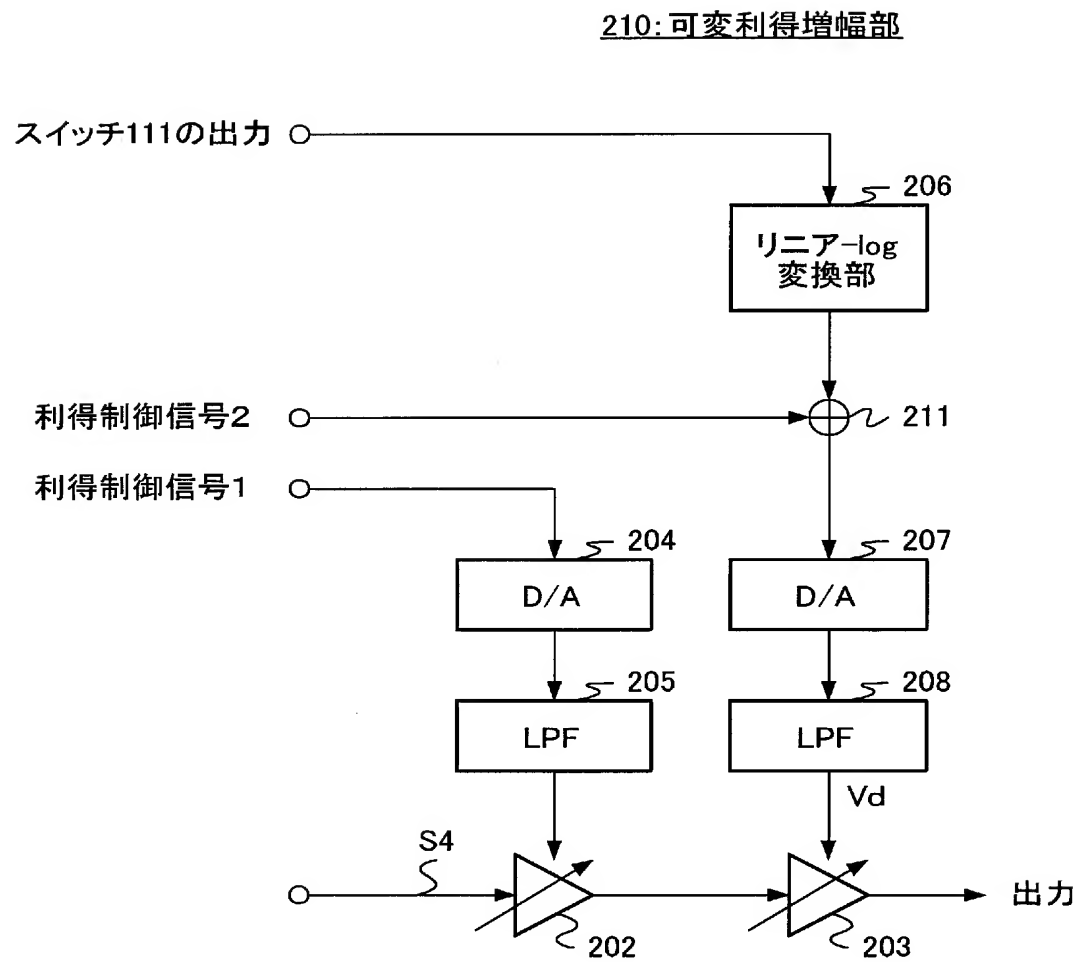 210:可変利得増幅部
スイッチ111の出力
206
リニア-log
変換部
利得制御信号2
211
利得制御信号1
204
207
D/A
D/A
205
208
LPF
LPF
Vd
S4
出力
202
203